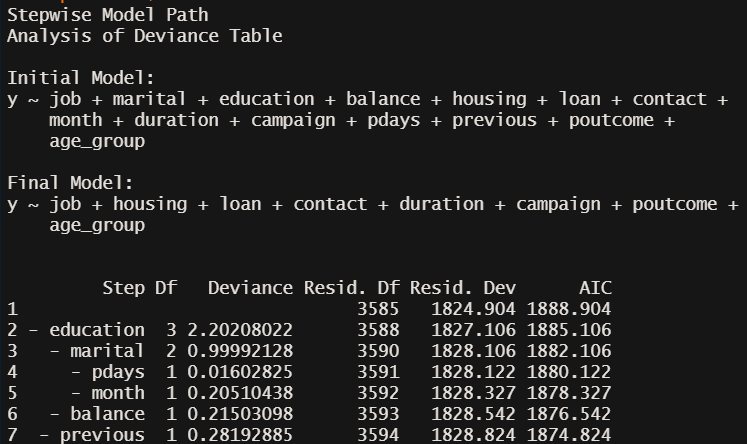 Stepwise Model Path
Analysis of Deviance Table
Initial Model:
y ~ job + marital + education + balance + housing + loan + contact +
    month + duration + campaign + pdays + previous + poutcome +
    age_group
Final Model:
y ~ job + housing + loan + contact + duration + campaign + poutcome +
    age_group
         Step Df   Deviance Resid. Df Resid. Dev      AIC
1                                3585   1824.904 1888.904
2 - education  3 2.20208022      3588   1827.106 1885.106
3   - marital  2 0.99992128      3590   1828.106 1882.106
4     - pdays  1 0.01602825      3591   1828.122 1880.122
5     - month  1 0.20510438      3592   1828.327 1878.327
6   - balance  1 0.21503098      3593   1828.542 1876.542
7  - previous  1 0.28192885      3594   1828.824 1874.824